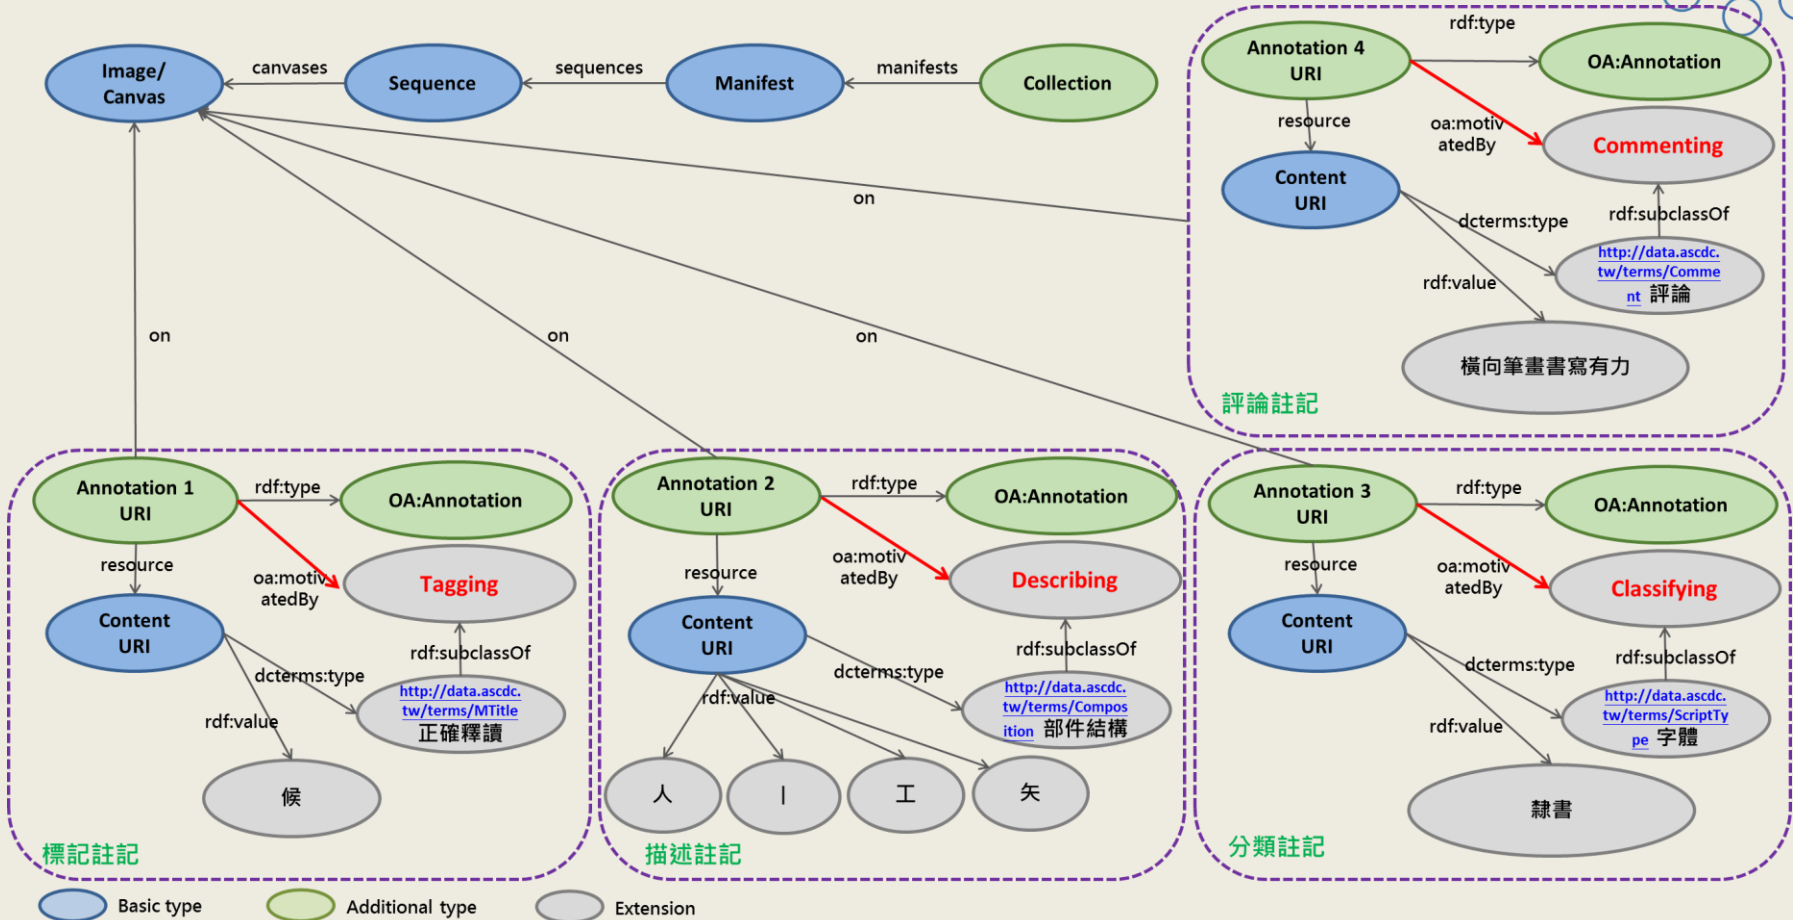 Image/
Canvas
canvases
Sequence
sequences
Manifest
manifests
Collection
on
on
on
on
Annotation 4
URI
rdf:type
OA:Annotation
resource
oa:motiv
atedBy
Commenting
Content
URI
dcterms:type
rdf:subclassOf
http://data.ascdc.
tw/terms/Comme
nt 評論
rdf:value
橫向筆畫書寫有力
評論註記
Annotation 1
URI
rdf:type
OA:Annotation
resource
oa:motiv
atedBy
Tagging
Content
URI
rdf:subclassOf
dcterms:type
http://data.ascdc.
tw/terms/MTitle
正確釋讀
rdf:value
候
標記註記
Annotation 2
URI
rdf:type
OA:Annotation
resource
oa:motiv
atedBy
Describing
Content
URI
rdf:subclassOf
dcterms:type
http://data.ascdc.
tw/terms/Compos
ition 部件結構
rdf:value
人
丨
工
矢
描述註記
Annotation 3
URI
rdf:type
OA:Annotation
resource
oa:motiv
atedBy
Classifying
Content
URI
rdf:subclassOf
dcterms:type
http://data.ascdc.
tw/terms/ScriptTy
pe 字體
rdf:value
隸書
分類註記
Basic type
Additional type
Extension